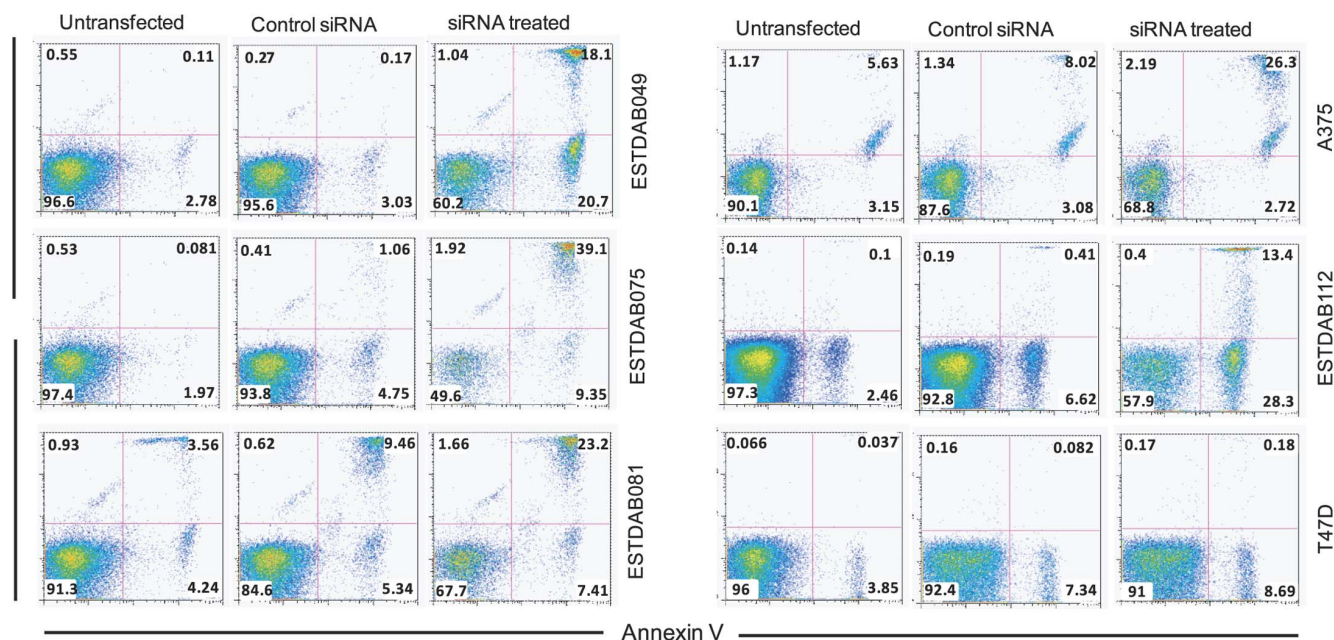 Untransfected Control siRNA siRNA treated
0.55 0.11 0.27 0.17 1.04 18.1
96.6 2.78 95.6 3.03 60.2 20.7
ESTDAB049
0.53 0.081 0.41 1.06 1.92 39.1
97.4 1.97 93.8 4.75 49.6 9.35
ESTDAB075
0.93 3.56 0.62 9.46 1.66 23.2
91.3 4.24 84.6 5.34 67.7 7.41
ESTDAB081
Untransfected Control siRNA siRNA treated
1.17 5.63 1.34 8.02 2.19 26.3
90.1 3.15 87.6 3.08 68.8 2.72
A375
0.14 0.1 0.19 0.41 0.4 13.4
97.3 2.46 92.8 6.62 57.9 28.3
ESTDAB112
0.066 0.037 0.16 0.082 0.17 0.18
96 3.85 92.4 7.34 91 8.69
T47D
Annexin V